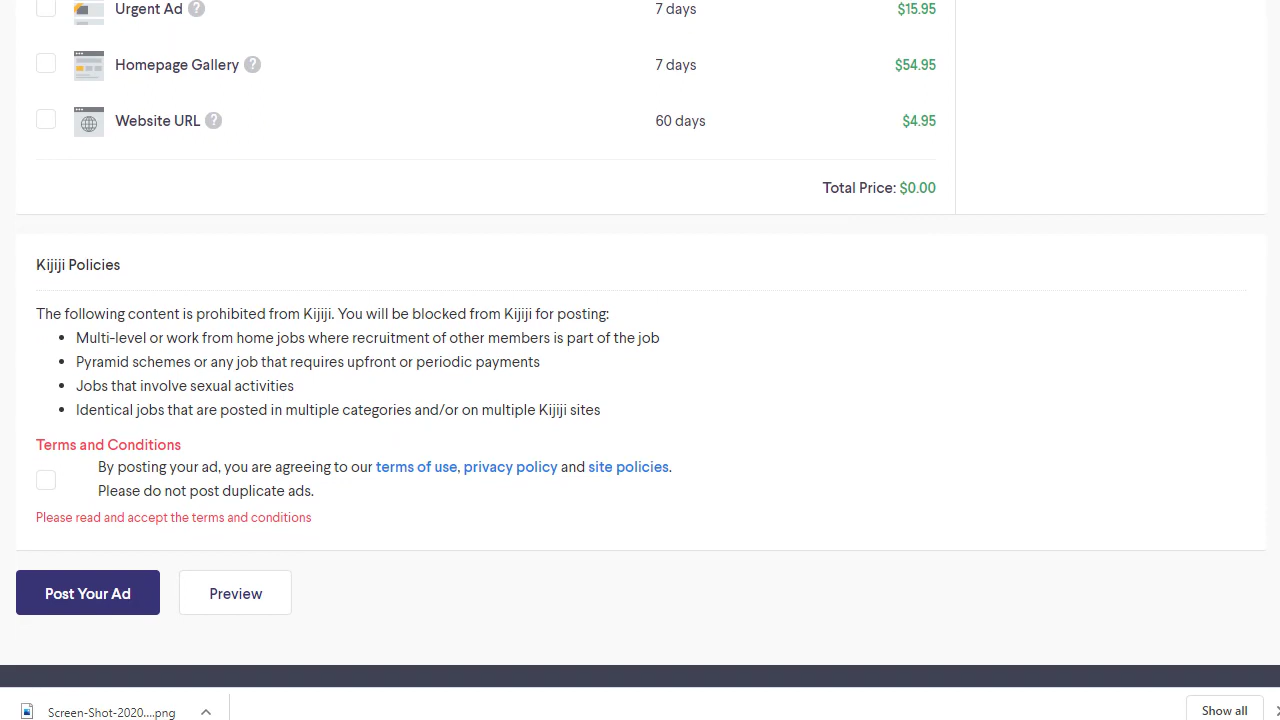 Urgent Ad ? 7 days $15.95
Homepage Gallery ? 7 days $54.95
Website URL ? 60 days $4.95
Total Price: $0.00
Kijiji Policies
The following content is prohibited from Kijiji. You will be blocked from Kijiji for posting:
• Multi-level or work from home jobs where recruitment of other members is part of the job
• Pyramid schemes or any job that requires upfront or periodic payments
• Jobs that involve sexual activities
• Identical jobs that are posted in multiple categories and/or on multiple Kijiji sites
Terms and Conditions
By posting your ad, you are agreeing to our terms of use, privacy policy and site policies.
Please do not post duplicate ads.
Please read and accept the terms and conditions
Post Your Ad Preview
Screen-Shot-2020....png Show all